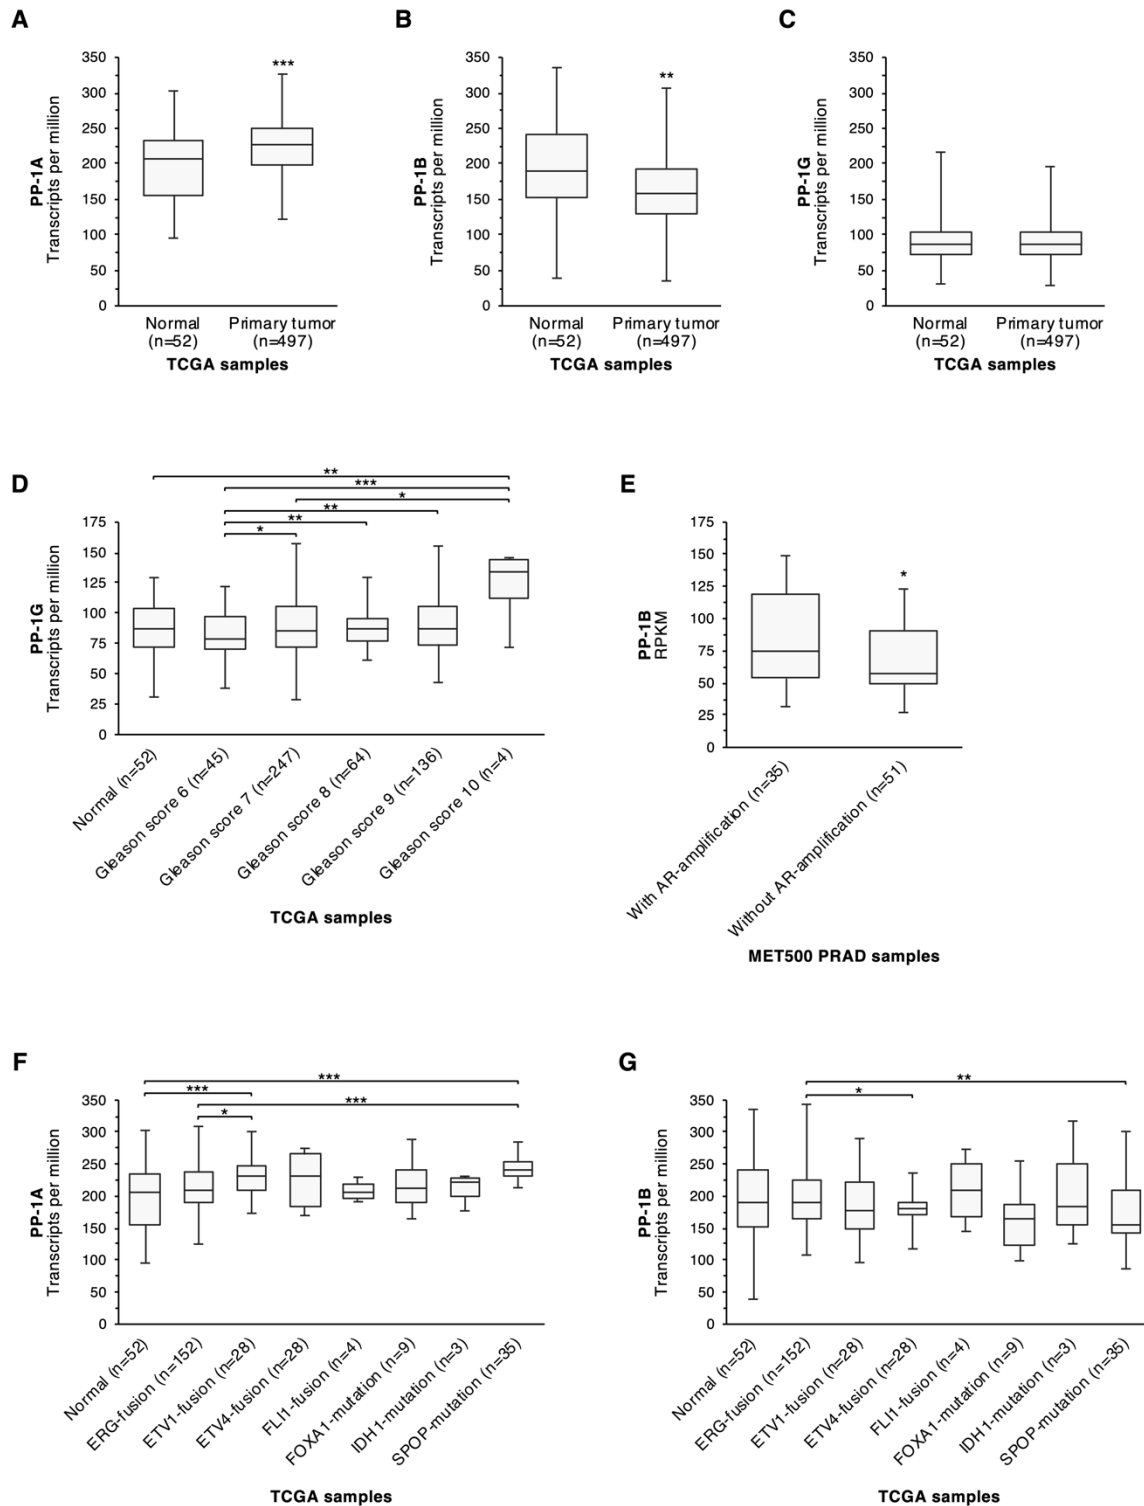 A
PP-1A
Transcripts per million
350
300
250
200
150
100
50
0
***
Normal
(n=52)
Primary tumor
(n=497)
TCGA samples
B
PP-1B
Transcripts per million
350
300
250
200
150
100
50
0
**
Normal
(n=52)
Primary tumor
(n=497)
TCGA samples
C
PP-1G
Transcripts per million
350
300
250
200
150
100
50
0
Normal
(n=52)
Primary tumor
(n=497)
TCGA samples
D
PP-1G
Transcripts per million
175
150
125
100
75
50
25
0
**
***
*
**
**
*
Normal (n=52)
Gleason score 6 (n=45)
Gleason score 7 (n=247)
Gleason score 8 (n=64)
Gleason score 9 (n=136)
Gleason score 10 (n=4)
TCGA samples
E
PP-1B
RPKM
175
150
125
100
75
50
25
0
*
With AR-amplification (n=35)
Without AR-amplification (n=51)
MET500 PRAD samples
F
PP-1A
Transcripts per million
350
300
250
200
150
100
50
0
***
***
***
*
Normal (n=52)
ERG-fusion (n=152)
ETV1-fusion (n=28)
ETV4-fusion (n=28)
FLI1-fusion (n=4)
FOXA1-mutation (n=9)
IDH1-mutation (n=3)
SPOP-mutation (n=35)
TCGA samples
G
PP-1B
Transcripts per million
350
300
250
200
150
100
50
0
**
*
Normal (n=52)
ERG-fusion (n=152)
ETV1-fusion (n=28)
ETV4-fusion (n=28)
FLI1-fusion (n=4)
FOXA1-mutation (n=9)
IDH1-mutation (n=3)
SPOP-mutation (n=35)
TCGA samples